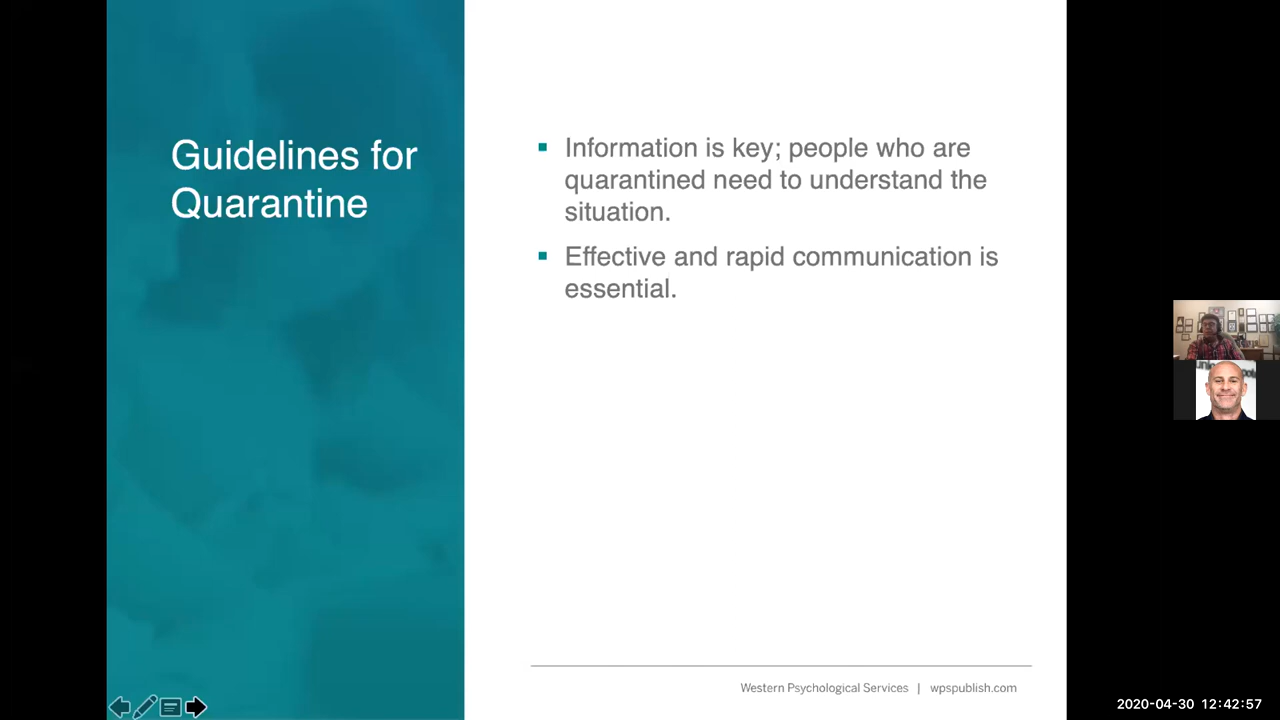 Guidelines for
Quarantine
Information is key; people who are
quarantined need to understand the
situation.
Effective and rapid communication is
essential.
Western Psychological Services | wpspublish.com
2020-04-30 12:42:57